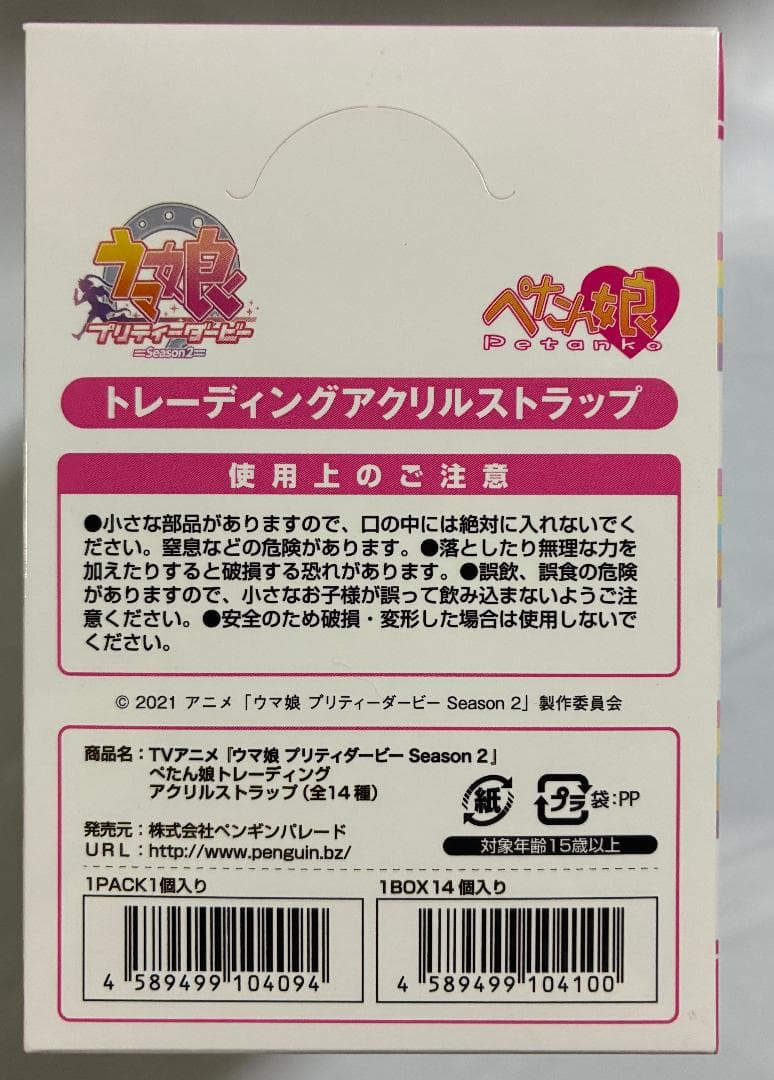 ウマ娘
プリティーダービー
Season2
ぺたん娘
Petanko
トレーディングアクリルストラップ
使用上のご注意
●小さな部品がありますので、口の中には絶対に入れないでく
ださい。窒息などの危険があります。●落としたり無理な力を
加えたりすると破損する恐れがあります。●誤飲、誤食の危険
がありますので、小さなお子様が誤って飲み込まないようご注
意ください。●安全のため破損・変形した場合は使用しないで
ください。
© 2021 アニメ「ウマ娘 プリティーダービー Season 2」製作委員会
商品名：TVアニメ『ウマ娘 プリティダービー Season 2』
ぺたん娘トレーディング
アクリルストラップ（全14種）
紙
プラ 袋：PP
発売元：株式会社ペンギンパレード
URL：http://www.penguin.bz/
対象年齢15歳以上
1PACK1個入り
1BOX14個入り
4 589499 104094
4 589499 104100